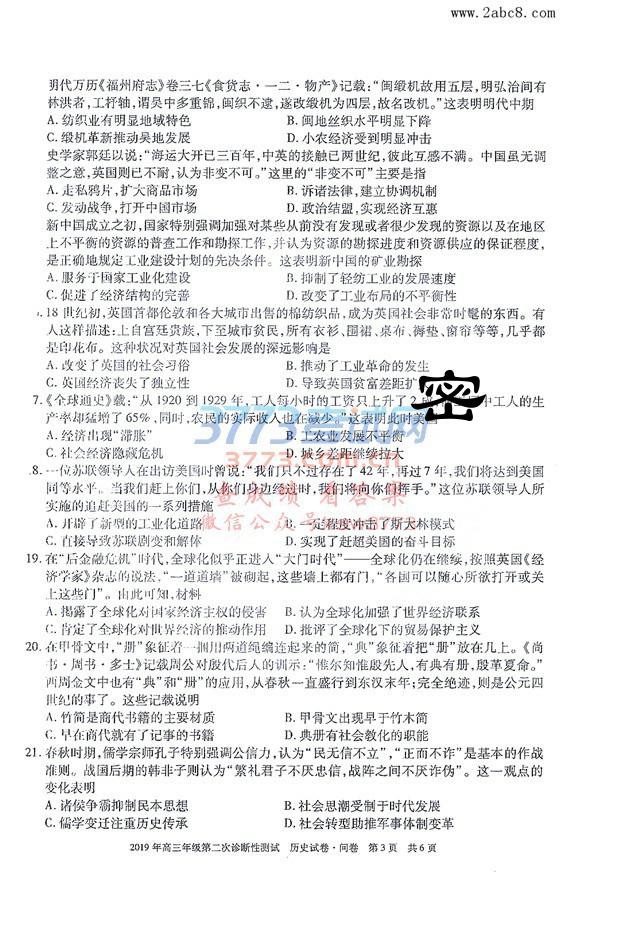 www.2abc8.com
明代万历《福州府志》卷三七《食货志·一二·物产》记载:“闽缎机故用五层,明弘治间有
林洪者,工杼轴,谓吴中多重锦,闽织不逮,遂改缎机为四层,故名改机。”这表明明代中期
A. 纺织业有明显地域特色 B. 闽地丝织水平明显下降
C. 缎机革新推动吴地发展 D. 小农经济受到明显冲击
史学家郭廷以说:“海运大开已三百年,中英的接触已两世纪,彼此互感不满。中国虽无调
整之意,英国则已不耐,认为非变不可。”这里的“非变不可”主要是指
A. 走私鸦片,扩大商品市场 B. 诉诸法律,建立协调机制
C. 发动战争,打开中国市场 D. 政治结盟,实现经济互惠
新中国成立之初,国家特别强调加强对某些从前没有发现或者很少发现的资源以及在地区
上不平衡的资源的普查工作和勘探工作,并认为资源的勘探进度和资源供应的保证程度,
是正确地规定工业建设计划的先决条件。这表明新中国的矿业勘探
A. 服务于国家工业化建设 B. 抑制了轻纺工业的发展速度
C. 促进了经济结构的完善 D. 改变了工业布局的不平衡性
18 世纪初,英国首都伦敦和各大城市出售的棉纺织品,成为英国社会非常时髦的东西。有
人这样描述:上自宫廷贵族,下至城市贫民,所有衣衫、围裙、桌布、褥垫、窗帘等等,几乎都
是印花布。这种状况对英国社会发展的深远影响是
A. 改变了英国的社会习俗 B. 推动了工业革命的发生
C. 英国经济丧失了独立性 D. 导致英国贫富差距扩
密
7. 《全球通史》载:“从 1920 到 1929 年,工人每小时的工资只上升了 2 中工人的生
产率却猛增了 65%,同时,农民的实际收入也在减少。”这表明此时美国
A. 经济出现“滞胀” B. 工农业发展不平衡
C. 社会经济隐藏危机 D. 城乡差距继续拉大
3773考试网
3773.com.cn
查成绩 看答案
微信公众号
8. 一位苏联领导人在出访美国时曾说:“我们只不过存在了 42 年,再过 7 年,我们将达到美国
同等水平。当我们赶上你们,从你们身边经过时,我们将向你们挥手。”这位苏联领导人所
实施的追赶美国的一系列措施
A. 开辟了新型的工业化道路 B. 一定程度冲击了斯大林模式
C. 直接导致苏联剧变和解体 D. 实现了赶超美国的奋斗目标
19. 在“后金融危机”时代,全球化似乎正进入“大门时代”——全球化仍在继续,按照英国《经
济学家》杂志的说法,“一道道墙”被砌起,这些墙上都有门,“各国可以随心所欲打开或关
上这些门”。由此可知,材料
A. 揭露了全球化对国家经济主权的侵害 B. 认为全球化加强了世界经济联系
C. 肯定了全球化对世界经济的推动作用 D. 批评了全球化下的贸易保护主义
20. 在甲骨文中,“册”象征着一捆用两道绳编连起来的简,“典”象征着把“册”放在几上。《尚
书·周书·多士》记载周公对殷代后人的训示:“惟尔知惟殷先人,有典有册,殷革夏命。”
西周金文中也有“典”和“册”的应用,从春秋一直盛行到东汉末年;完全绝迹,则是公元四
世纪的事了。这些记载说明
A. 竹简是商代书籍的主要材质 B. 甲骨文出现早于竹木简
C. 早在商代就有了记事的书籍 D. 典册有社会教化的职能
21. 春秋时期,儒学宗师孔子特别强调公信力,认为“民无信不立”,“正而不诈”是基本的作战
准则。战国后期的韩非子则认为“繁礼君子不厌忠信,战阵之间不厌诈伪”。这一观点的
变化表明
A. 诸侯争霸抑制民本思想 B. 社会思潮受制于时代发展
C. 儒学变迁注重历史传承 D. 社会转型助推军事体制变革
2019 年高三年级第二次诊断性测试 历史试卷·问卷 第 3 页 共 6 页